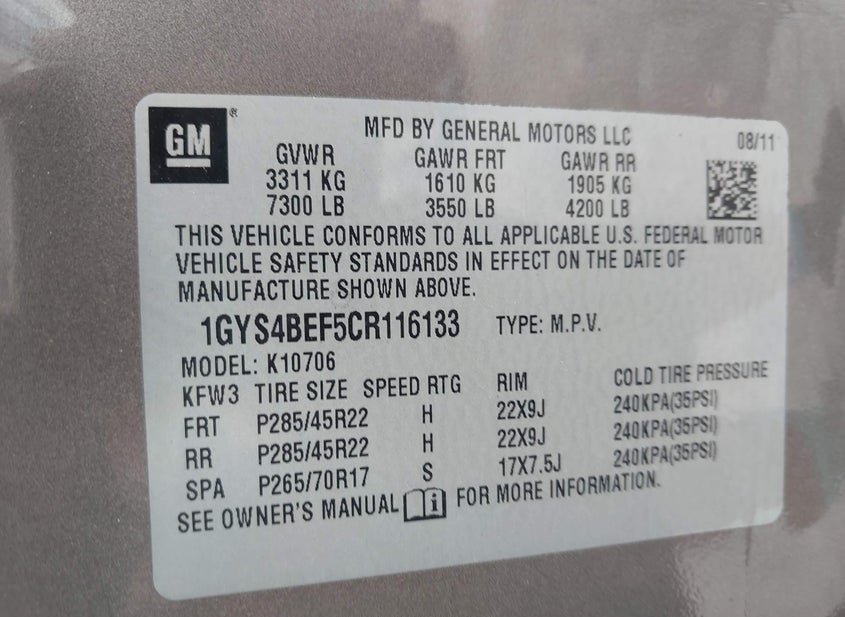 GM ®
MFD BY GENERAL MOTORS LLC 08/11
GVWR GAWR FRT GAWR RR
3311 KG 1610 KG 1905 KG
7300 LB 3550 LB 4200 LB
THIS VEHICLE CONFORMS TO ALL APPLICABLE U.S. FEDERAL MOTOR
VEHICLE SAFETY STANDARDS IN EFFECT ON THE DATE OF
MANUFACTURE SHOWN ABOVE.
1GYS4BEF5CR116133 TYPE: M.P.V.
MODEL: K10706
KFW3 TIRE SIZE SPEED RTG RIM COLD TIRE PRESSURE
FRT P285/45R22 H 22X9J 240KPA(35PSI)
RR P285/45R22 H 22X9J 240KPA(35PSI)
SPA P265/70R17 S 17X7.5J 240KPA(35PSI)
SEE OWNER'S MANUAL i FOR MORE INFORMATION.